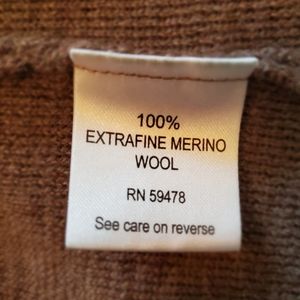 100%
EXTRAFINE MERINO
WOOL
RN 59478
See care on reverse